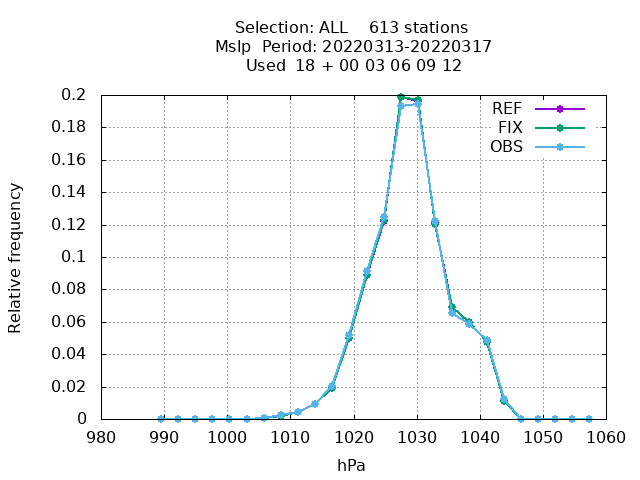 Selection: ALL    613 stations
Mslp  Period: 20220313-20220317
Used  18 + 00 03 06 09 12
REF
FIX
OBS
0.2
0.18
0.16
0.14
0.12
0.1
0.08
0.06
0.04
0.02
0
Relative frequency
980 990 1000 1010 1020 1030 1040 1050 1060
hPa